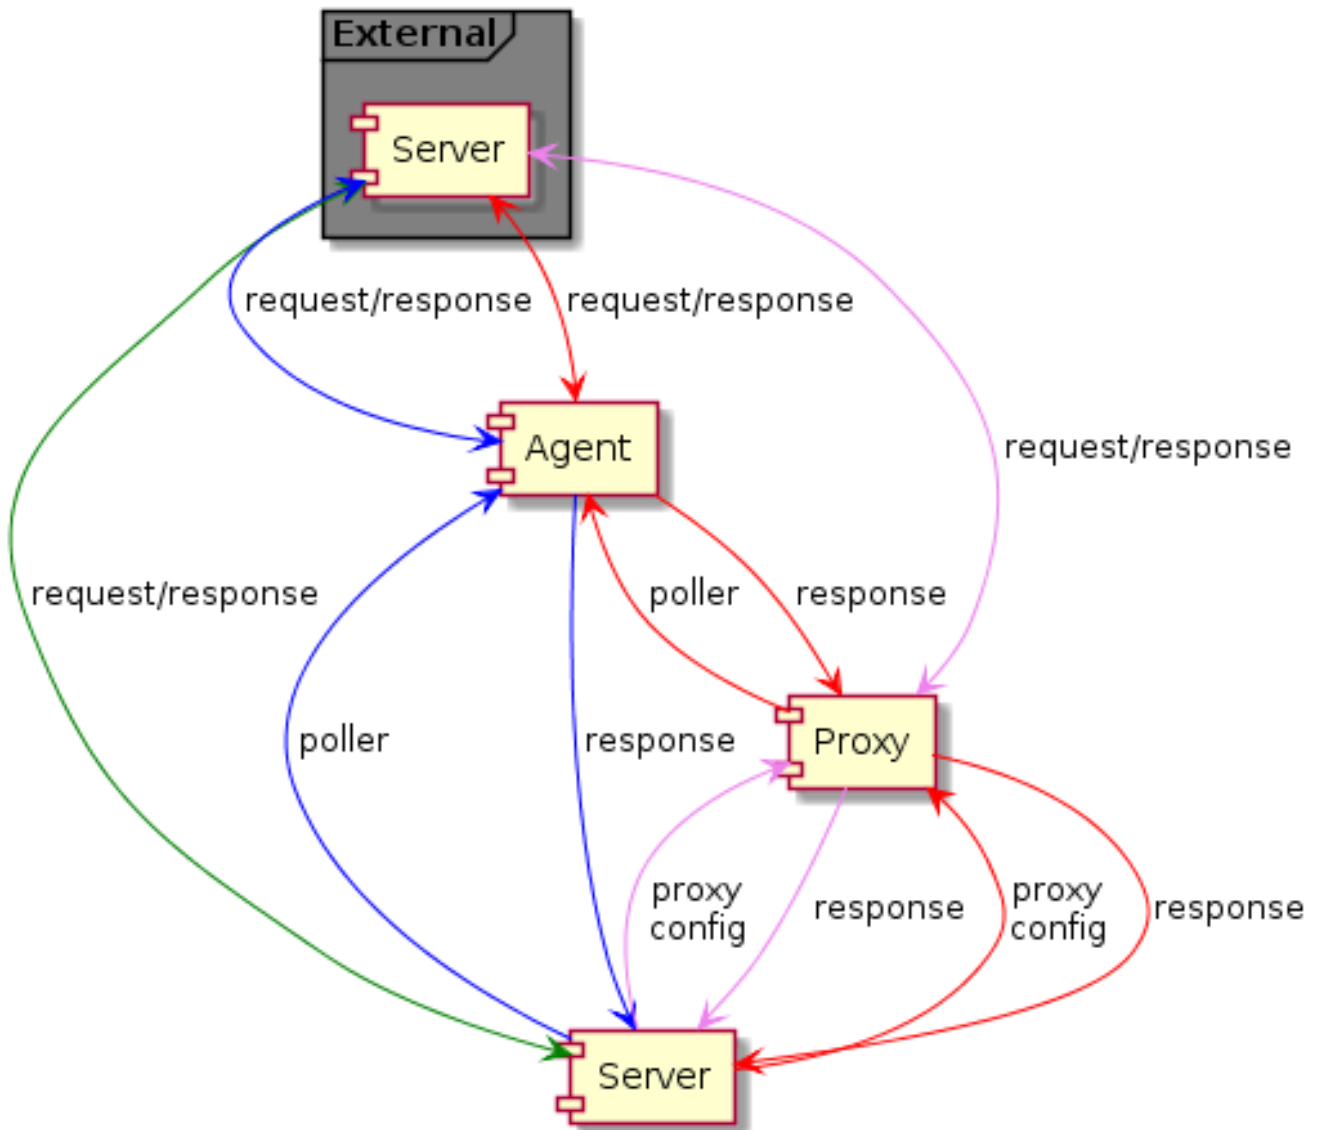 External
Server
request/response
request/response
Agent
request/response
request/response
poller
response
poller
response
Proxy
proxy
config
response
proxy
config
response
Server